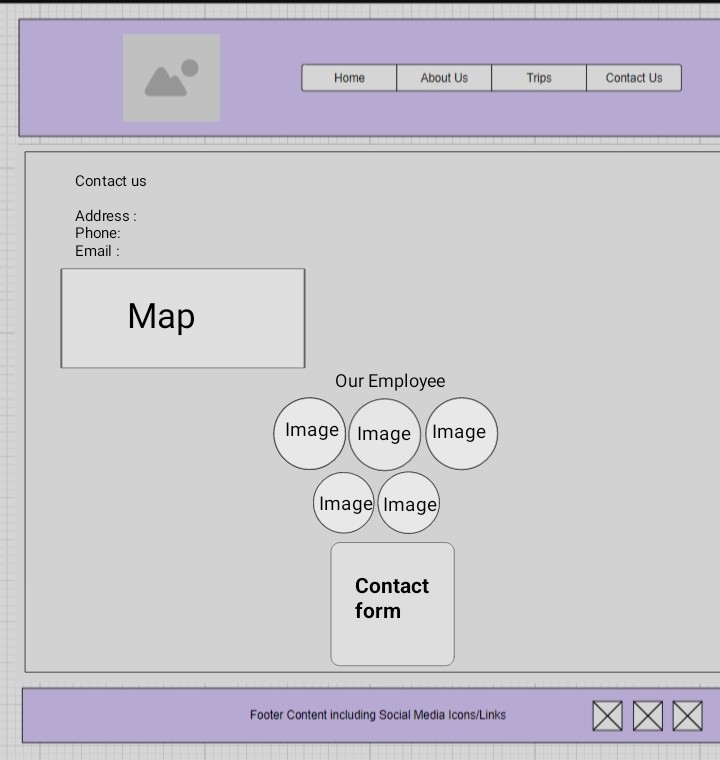 Home
About Us
Trips
Contact Us
Contact us
Address :
Phone:
Email :
Map
Our Employee
Image
Image
Image
Image
Image
Contact
form
Footer Content including Social Media Icons/Links